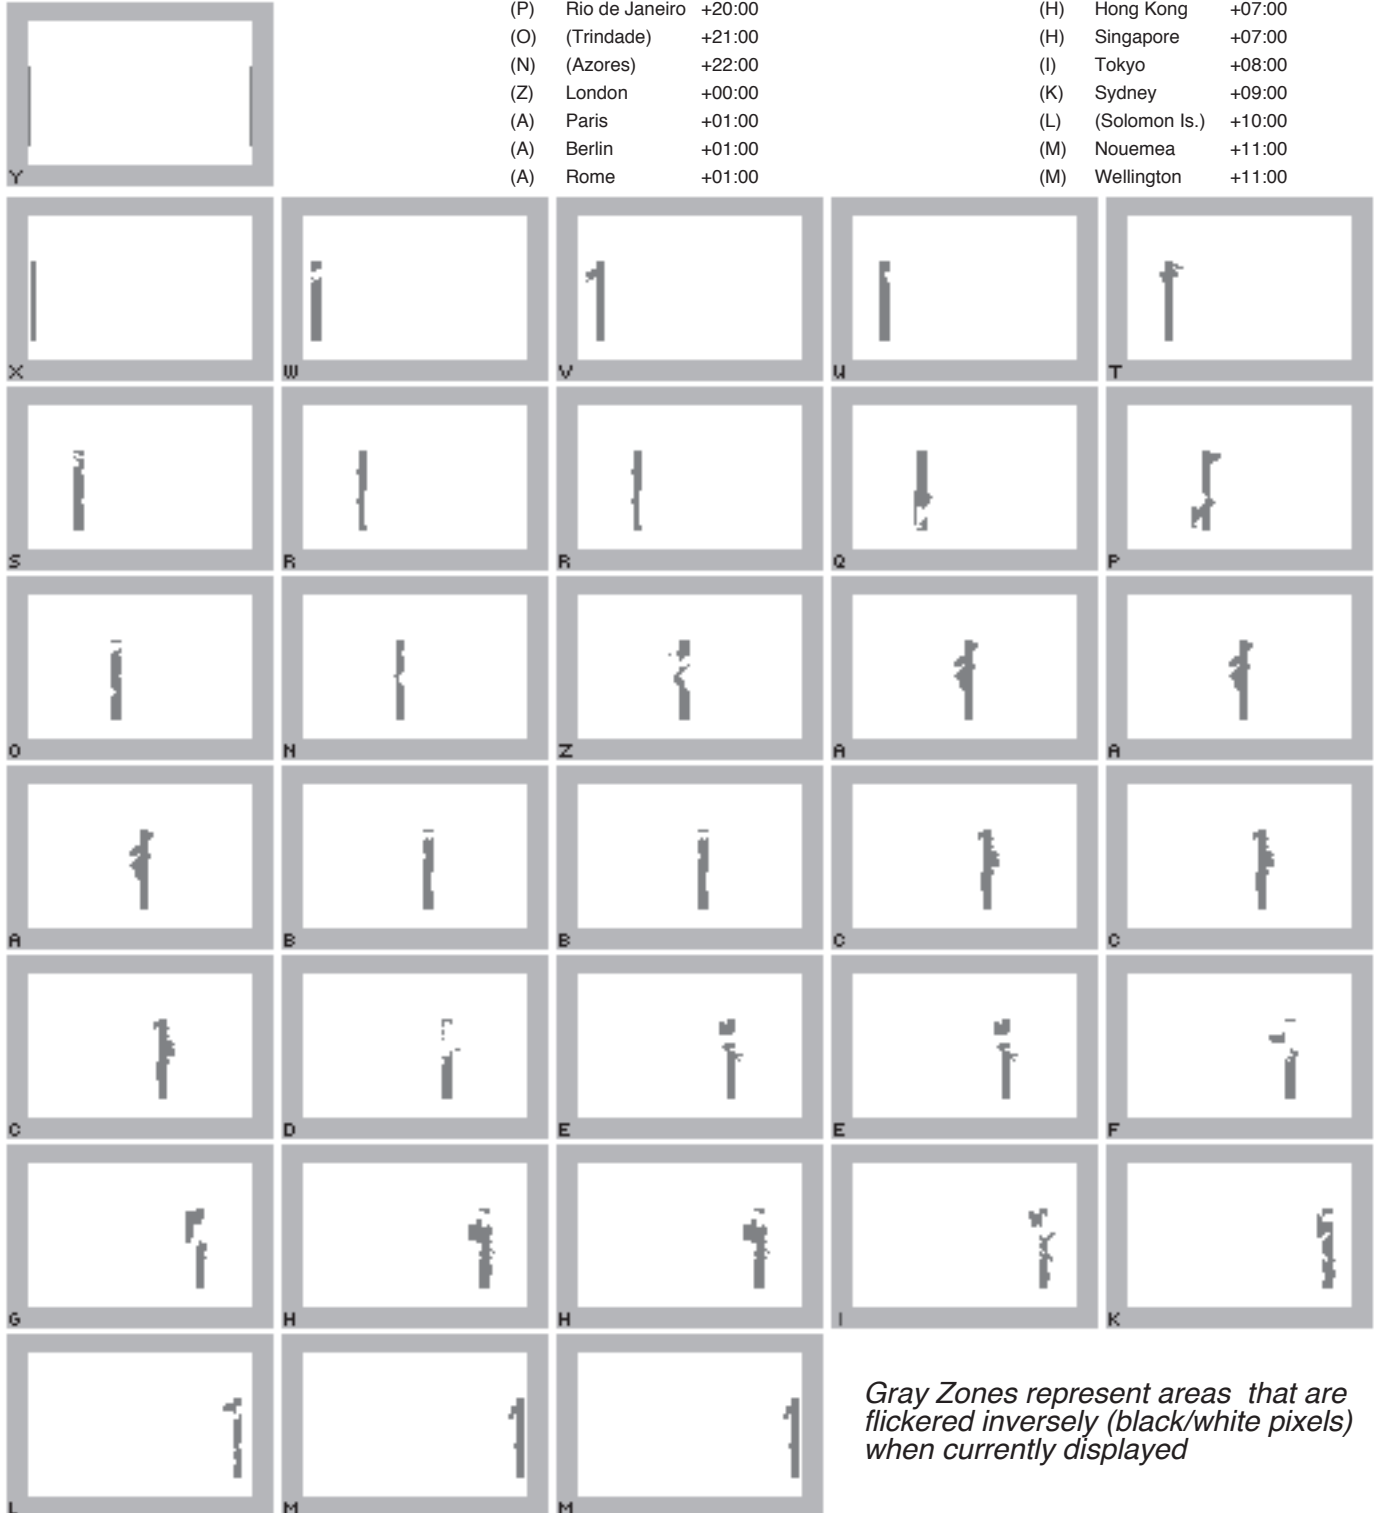 (P) Rio de Janeiro +20:00
(O) (Trindade) +21:00
(N) (Azores) +22:00
(Z) London +00:00
(A) Paris +01:00
(A) Berlin +01:00
(A) Rome +01:00
(H) Hong Kong +07:00
(H) Singapore +07:00
(I) Tokyo +08:00
(K) Sydney +09:00
(L) (Solomon Is.) +10:00
(M) Nouemea +11:00
(M) Wellington +11:00
Y
X W V U T
S R R Q P
O N Z A A
A B B C C
C D E E F
G H H I K
L M M
Gray Zones represent areas that are
flickered inversely (black/white pixels)
when currently displayed